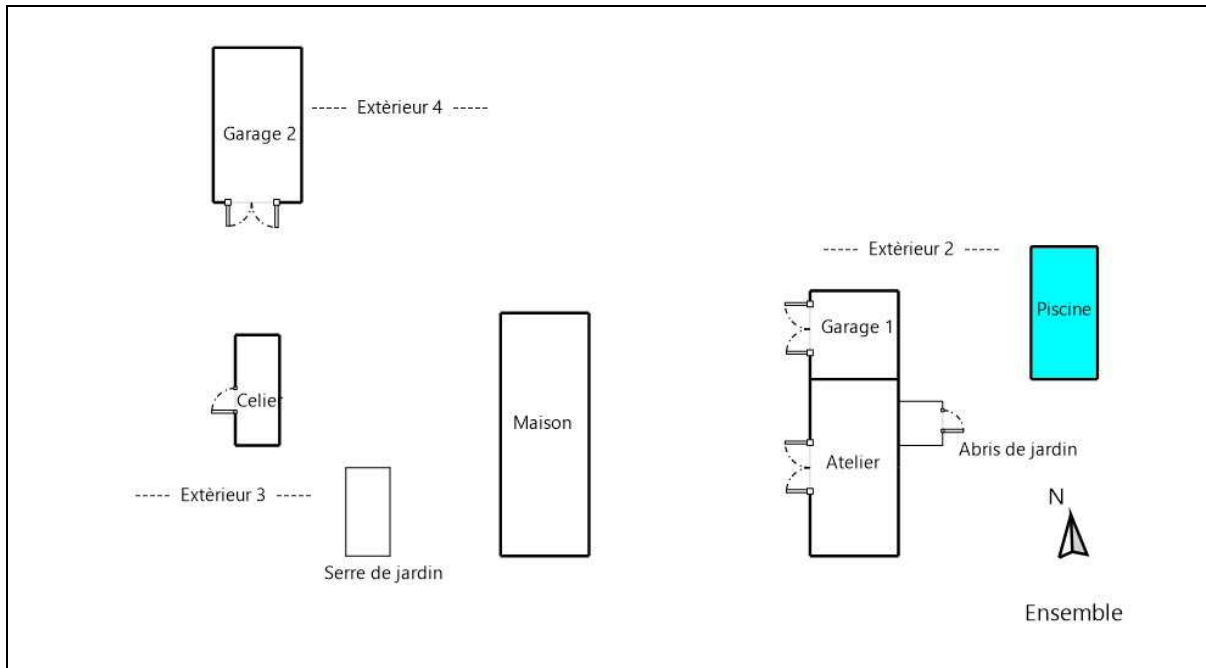 Extèrieur 4
Garage 2
Extèrieur 2
Piscine
Garage 1
Celier
Maison
Abris de jardin
Atelier
Extèrieur 3
N
Serre de jardin
Ensemble